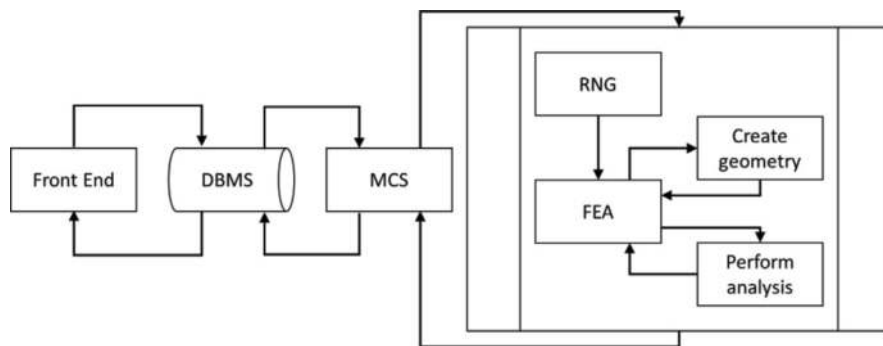 Front End
DBMS
MCS
RNG
FEA
Create
geometry
Perform
analysis